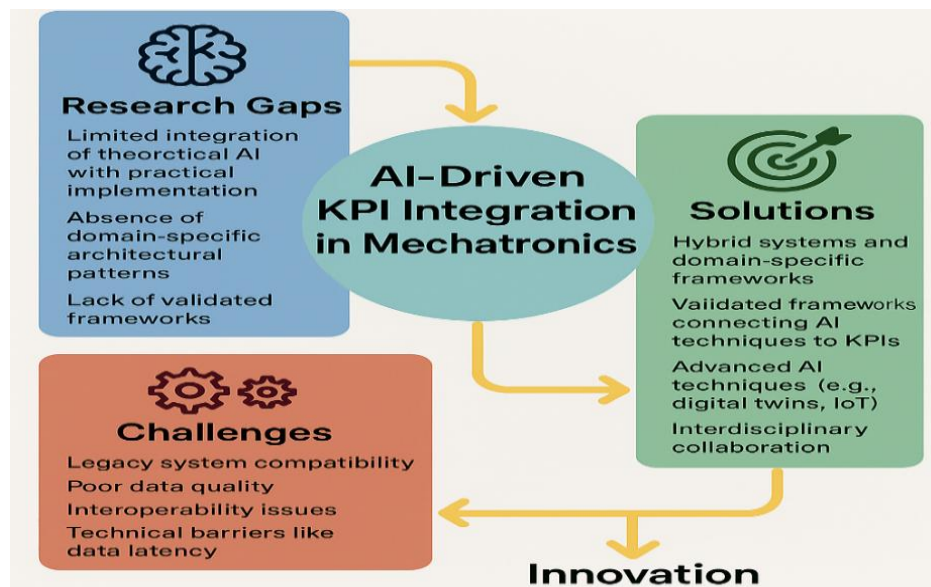 Research Gaps
Limited integration
of theorctical AI
with practical
implementation
Absence of
domain-specific
architectural
patterns
Lack of validated
frameworks
AI-Driven
KPI Integration
in Mechatronics
Solutions
Hybrid systems and
domain-specific
frameworks
Vaiidated frameworks
connecting AI
techniques to KPIs
Advanced AI
techniques (e.g.,
digital twins, IoT)
Interdisciplinary
collaboration
Challenges
Legacy system compatibility
Poor data quality
Interoperability issues
Technical barriers like
data latency
Innovation